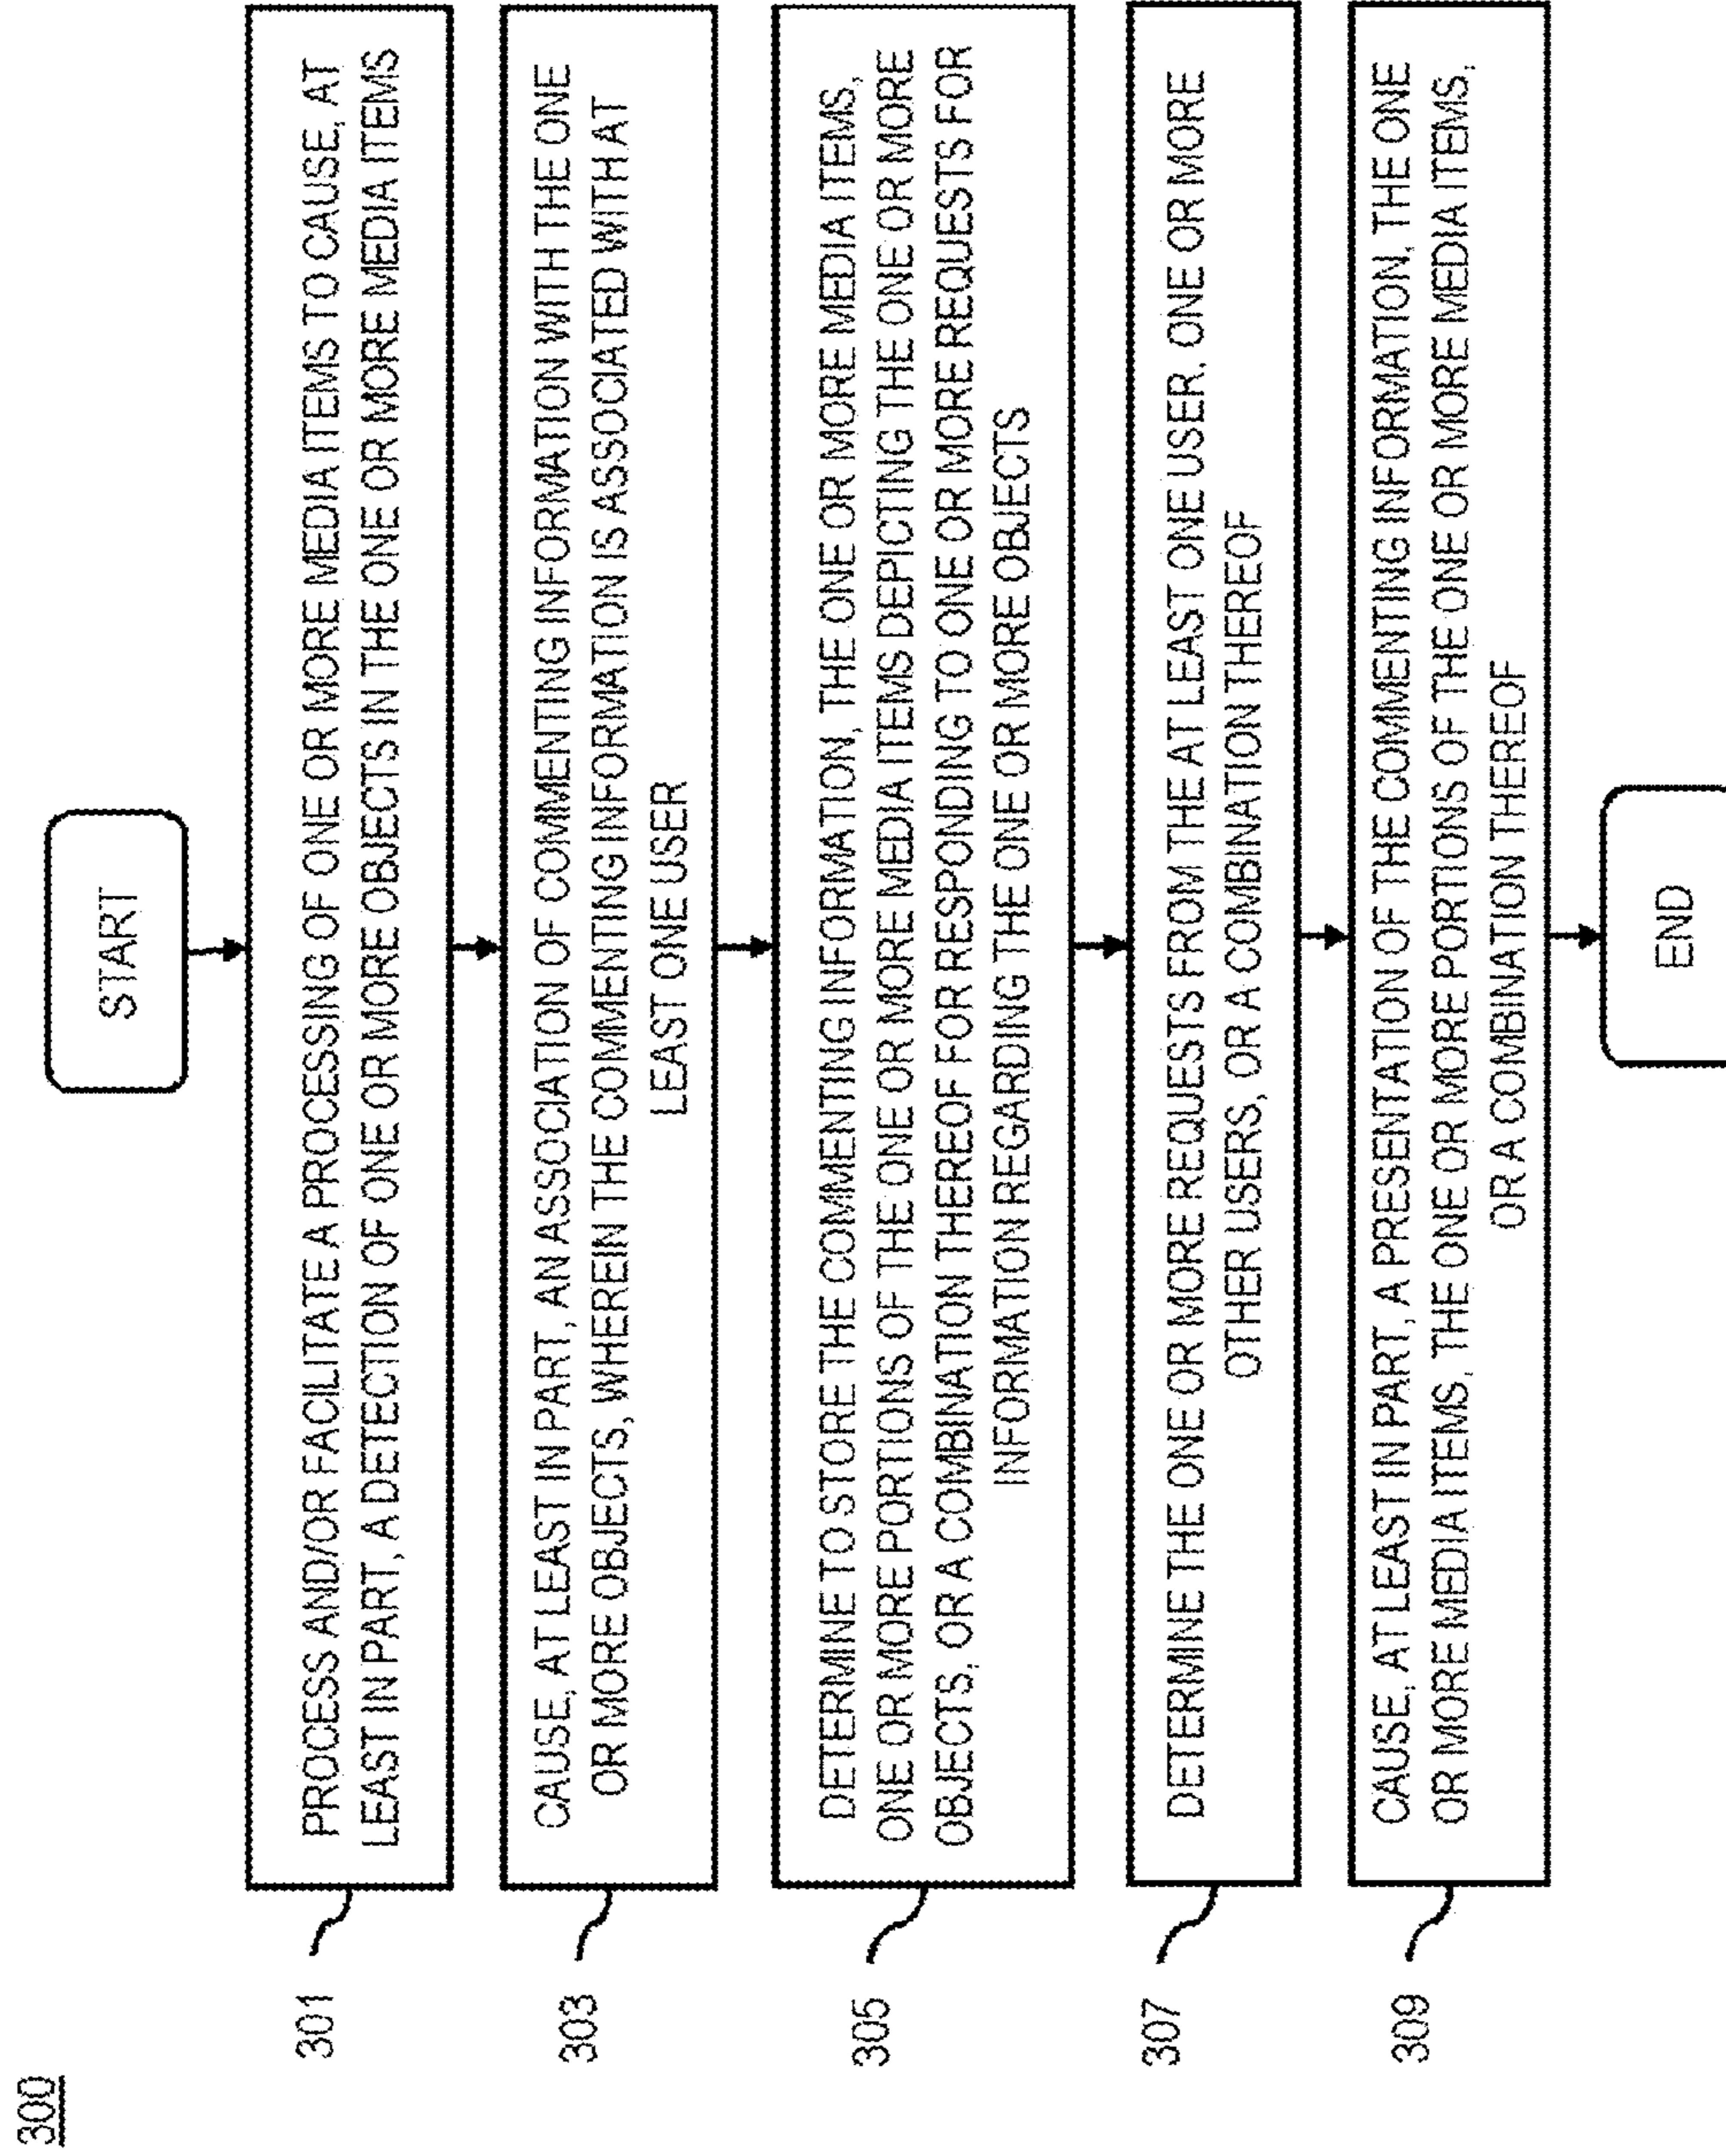 300
START
301
PROCESS AND/OR FACILITATE A PROCESSING OF ONE OR MORE MEDIA ITEMS TO CAUSE, AT
LEAST IN PART, A DETECTION OF ONE OR MORE OBJECTS IN THE ONE OR MORE MEDIA ITEMS
303
CAUSE, AT LEAST IN PART, AN ASSOCIATION OF COMMENTING INFORMATION WITH THE ONE
OR MORE OBJECTS, WHEREIN THE COMMENTING INFORMATION IS ASSOCIATED WITH AT
LEAST ONE USER
305
DETERMINE TO STORE THE COMMENTING INFORMATION, THE ONE OR MORE MEDIA ITEMS,
ONE OR MORE PORTIONS OF THE ONE OR MORE MEDIA ITEMS DEPICTING THE ONE OR MORE
OBJECTS, OR A COMBINATION THEREOF FOR RESPONDING TO ONE OR MORE REQUESTS FOR
INFORMATION REGARDING THE ONE OR MORE OBJECTS
307
DETERMINE THE ONE OR MORE REQUESTS FROM THE AT LEAST ONE USER, ONE OR MORE
OTHER USERS, OR A COMBINATION THEREOF
309
CAUSE, AT LEAST IN PART, A PRESENTATION OF THE COMMENTING INFORMATION, THE ONE
OR MORE MEDIA ITEMS, THE ONE OR MORE PORTIONS OF THE ONE OR MORE MEDIA ITEMS,
OR A COMBINATION THEREOF
END